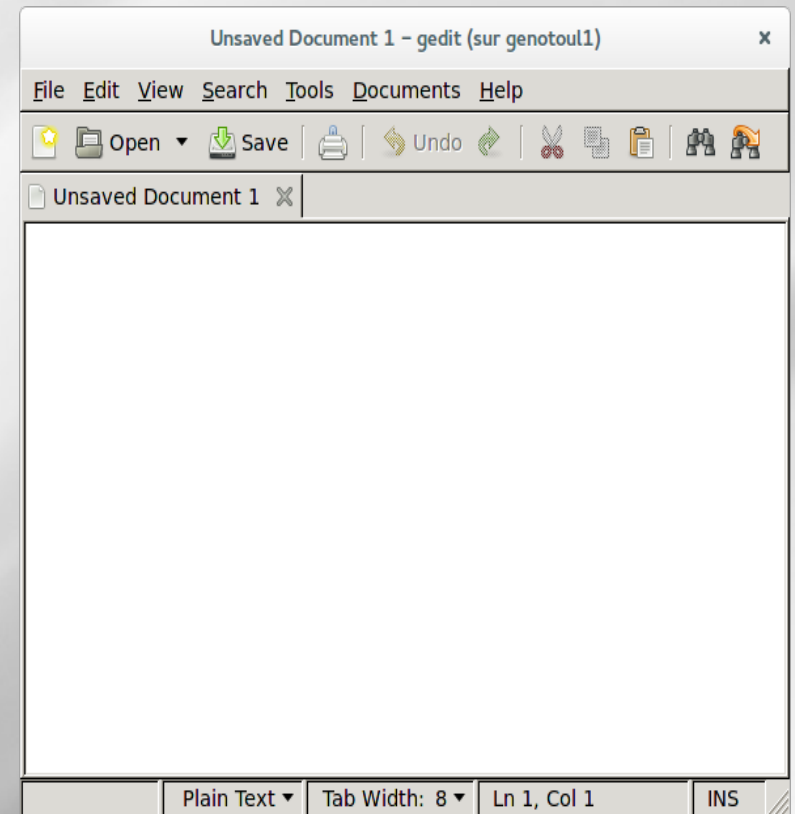 Unsaved Document 1 - gedit (sur genotoul1) x
File Edit View Search Tools Documents Help
Open Save Undo
Unsaved Document 1
Plain Text Tab Width: 8 Ln 1, Col 1 INS